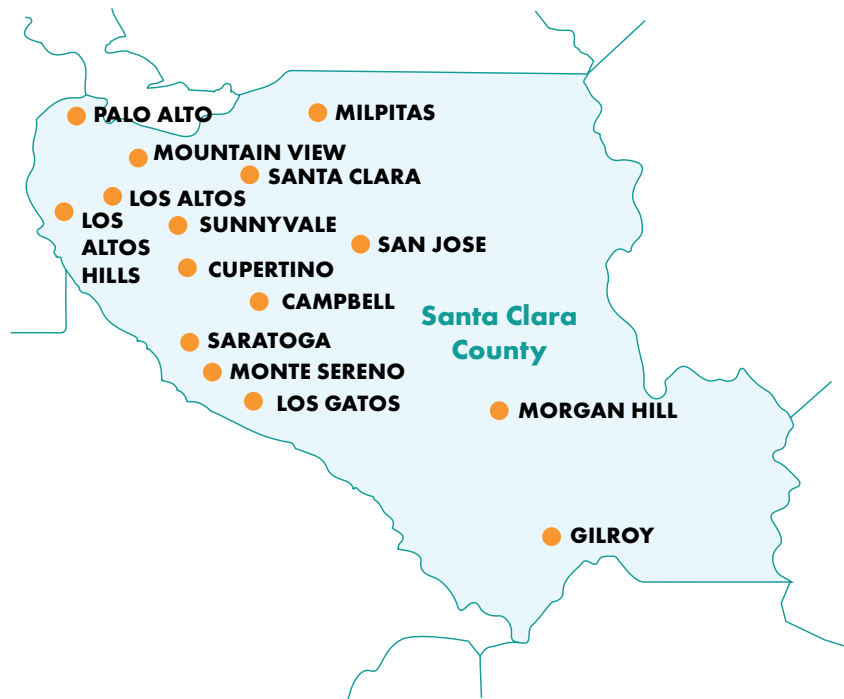 PALO ALTO
MILPITAS
MOUNTAIN VIEW
SANTA CLARA
LOS ALTOS
LOS
ALTOS
HILLS
SUNNYVALE
SAN JOSE
CUPERTINO
CAMPBELL
Santa Clara
County
SARATOGA
MONTE SERENO
LOS GATOS
MORGAN HILL
GILROY